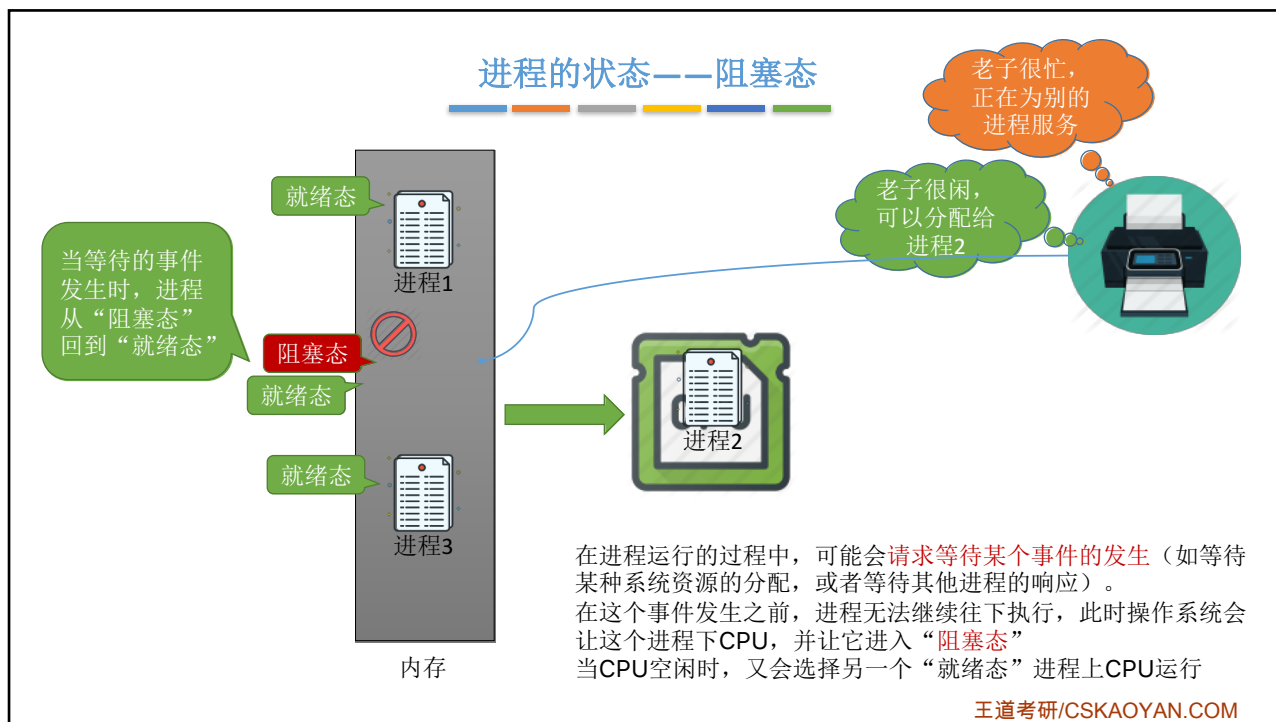 进程的状态——阻塞态
老子很忙，
正在为别的
进程服务
老子很闲，
可以分配给
进程2
就绪态
进程1
当等待的事件
发生时，进程
从“阻塞态”
回到“就绪态”
阻塞态
就绪态
进程2
就绪态
进程3
内存
在进程运行的过程中，可能会请求等待某个事件的发生（如等待
某种系统资源的分配，或者等待其他进程的响应）。
在这个事件发生之前，进程无法继续往下执行，此时操作系统会
让这个进程下CPU，并让它进入“阻塞态”
当CPU空闲时，又会选择另一个“就绪态”进程上CPU运行
王道考研/CSKAOYAN.COM